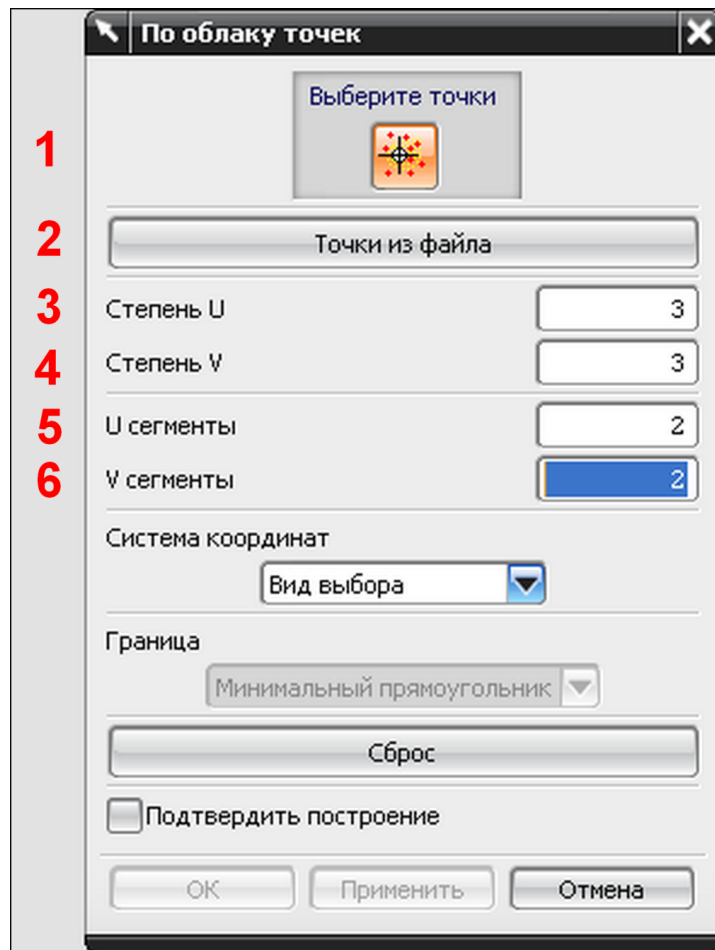 По облаку точек
Выберите точки
1
2 Точки из файла
3 Степень U 3
4 Степень V 3
5 U сегменты 2
6 V сегменты 2
Система координат
Вид выбора
Граница
Минимальный прямоугольник
Сброс
Подтвердить построение
ОК Применить Отмена